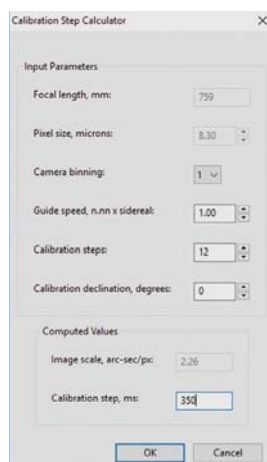 Calibration Step Calculator
Input Parameters
Focal length, mm: 759
Pixel size, microns: 8.30
Camera binning: 1
Guide speed, n.nn x sidereal: 1.00
Calibration steps: 12
Calibration declination, degrees: 0
Computed Values
Image scale, arc-sec/px: 2.26
Calibration step, ms: 350
OK Cancel